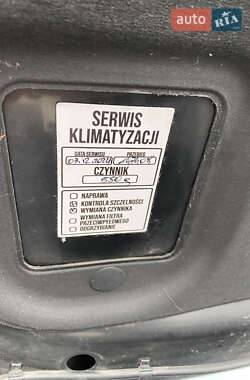 auto RIA
SERWIS
KLIMATYZACJI
DATA SERWISU PRZEBIEG
CZYNNIK
NAPRAWA
KONTROLA SZCZELNOŚCI
WYMIANA CZYNNIKA
WYMIANA FILTRA
PRZECIWPYŁOWEGO
ODGRZYBIANIE